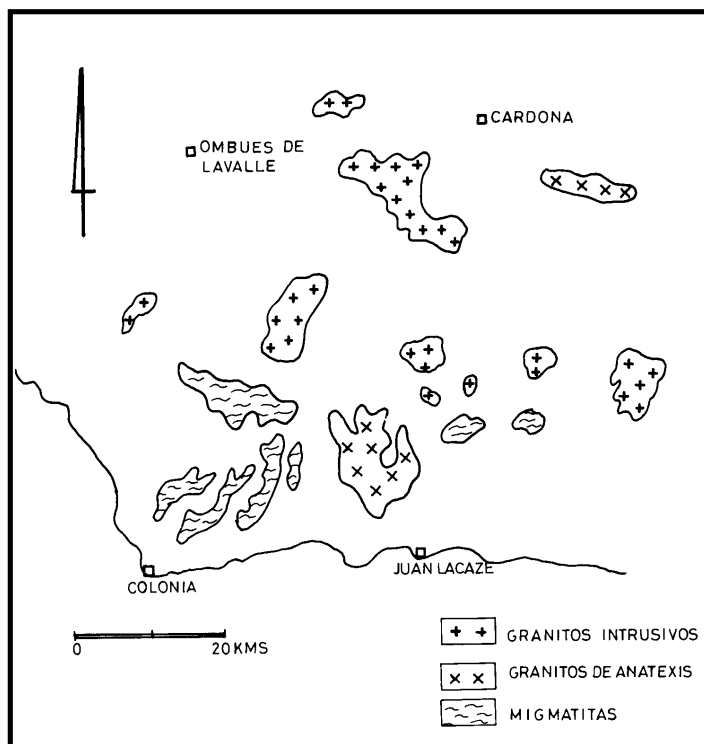 CARDONA
OMBUES DE
LAVALLE
JUAN LACAZE
COLONIA
0 20 KMS
GRANITOS INTRUSIVOS
GRANITOS DE ANATEXIS
MIGMATITAS